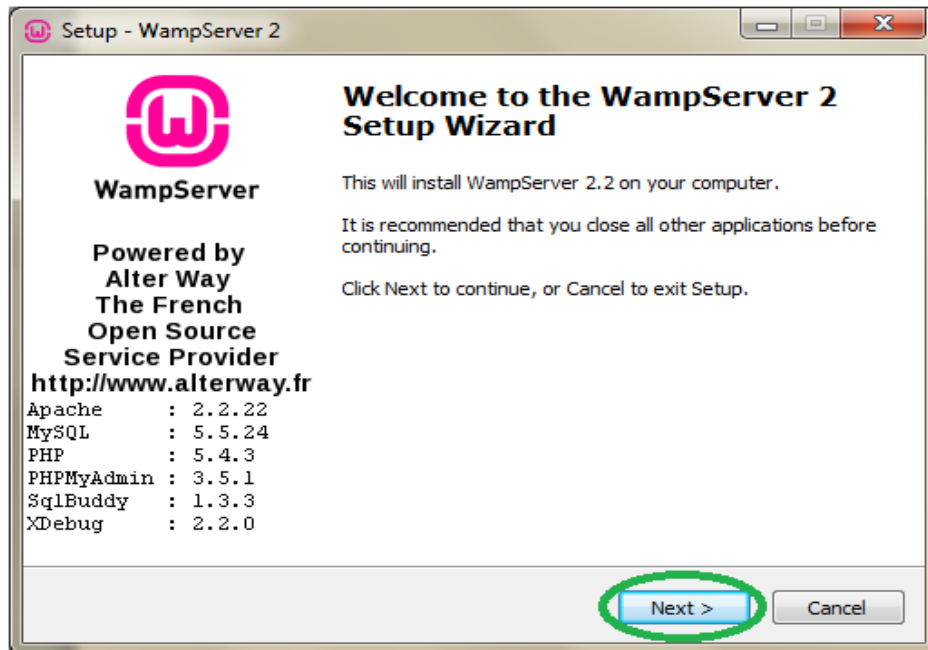 Setup - WampServer 2
WampServer
Powered by
Alter Way
The French
Open Source
Service Provider
http://www.alterway.fr
Apache : 2.2.22
MySQL : 5.5.24
PHP : 5.4.3
PHPMyAdmin : 3.5.1
SqlBuddy : 1.3.3
XDebug : 2.2.0
Welcome to the WampServer 2
Setup Wizard
This will install WampServer 2.2 on your computer.
It is recommended that you close all other applications before
continuing.
Click Next to continue, or Cancel to exit Setup.
Next >
Cancel